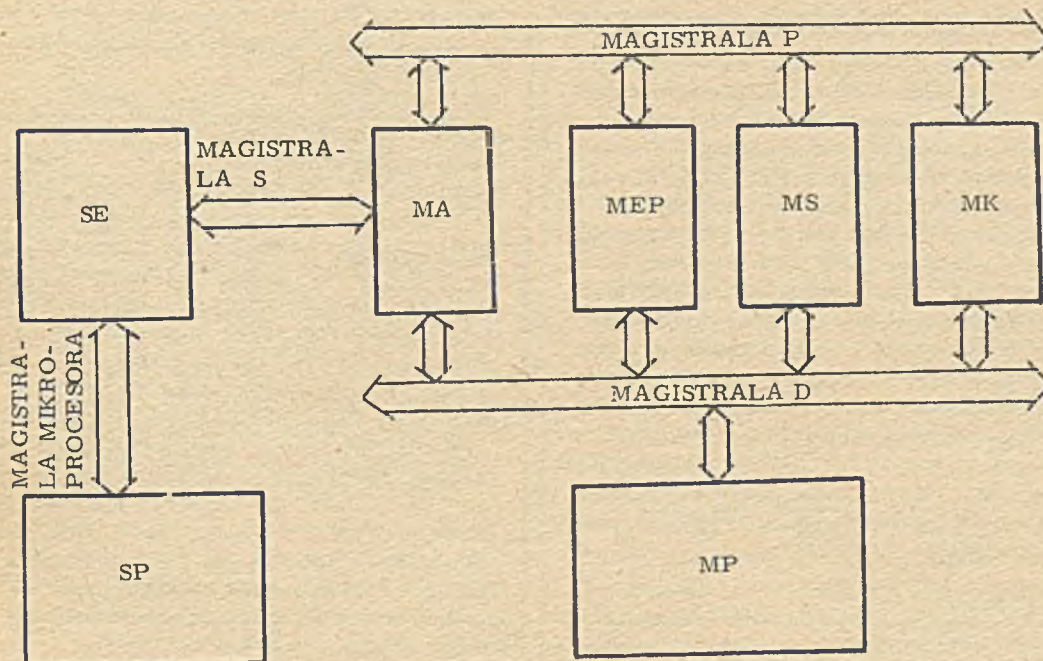 MAGISTRALA P
MAGISTRA-
LA S
SE
MA
MEP
MS
MK
MAGISTRA-
LA MIKRO-
PROCESORA
MAGISTRALA D
SP
MP